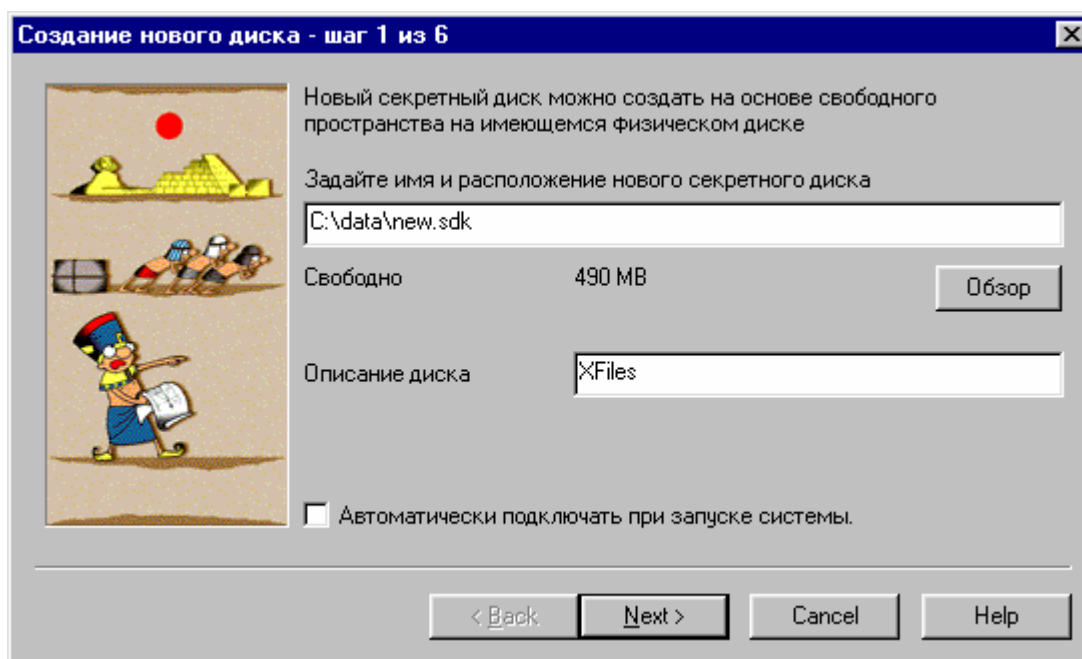 Создание нового диска - шаг 1 из 6
Новый секретный диск можно создать на основе свободного
пространства на имеющемся физическом диске
Задайте имя и расположение нового секретного диска
C:\data\new.sdk
Свободно 490 MB
Обзор
Описание диска XFiles
Автоматически подключать при запуске системы.
< Back Next > Cancel Help